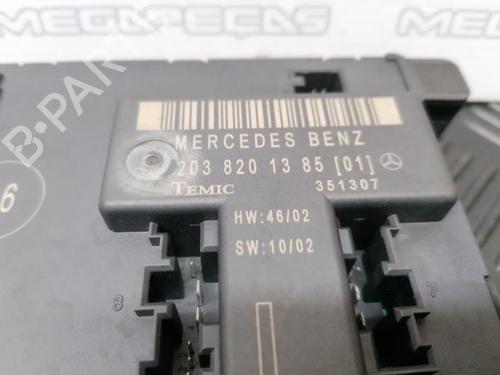 MEGAPEÇAS
B-PARTS
MERCEDES BENZ
203 820 13 85 [01]
TEMIC 351307
HW:46/02
SW:10/02
6
8
7